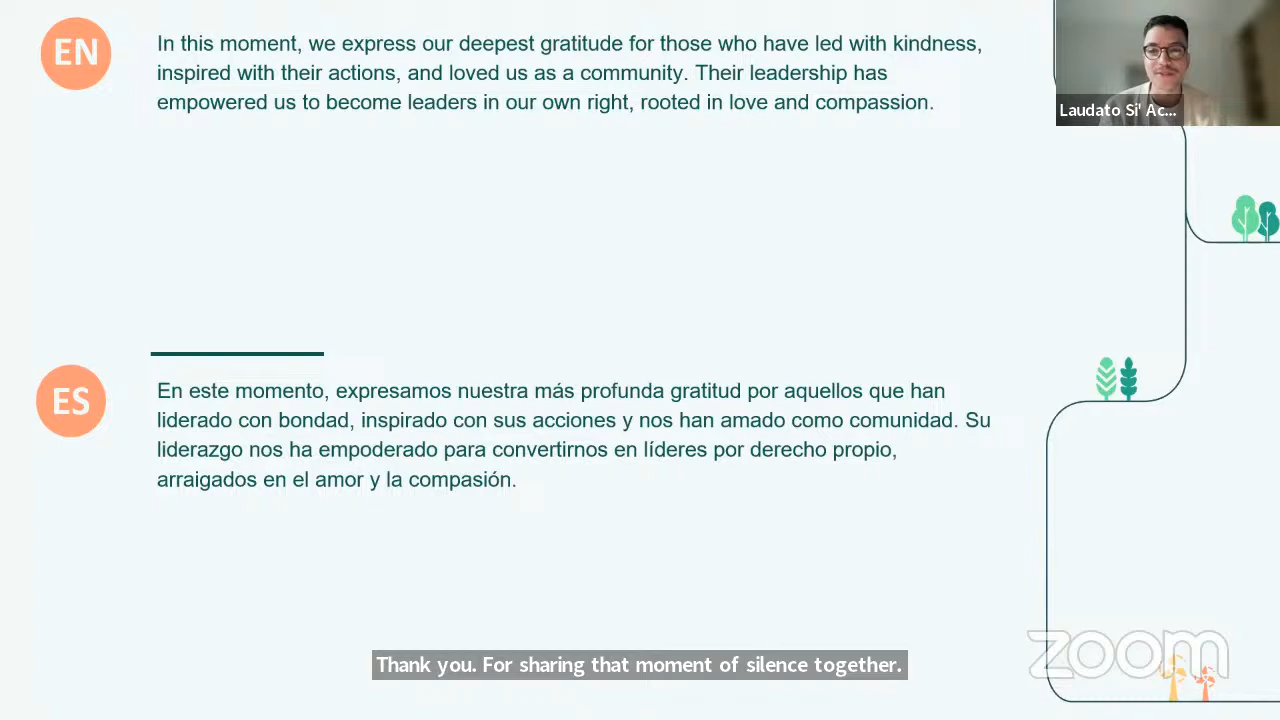 EN
In this moment, we express our deepest gratitude for those who have led with kindness,
inspired with their actions, and loved us as a community. Their leadership has
empowered us to become leaders in our own right, rooted in love and compassion.
Laudato Si' Ac...
ES
En este momento, expresamos nuestra más profunda gratitud por aquellos que han
liderado con bondad, inspirado con sus acciones y nos han amado como comunidad. Su
liderazgo nos ha empoderado para convertirnos en líderes por derecho propio,
arraigados en el amor y la compasión.
Thank you. For sharing that moment of silence together.
zoom